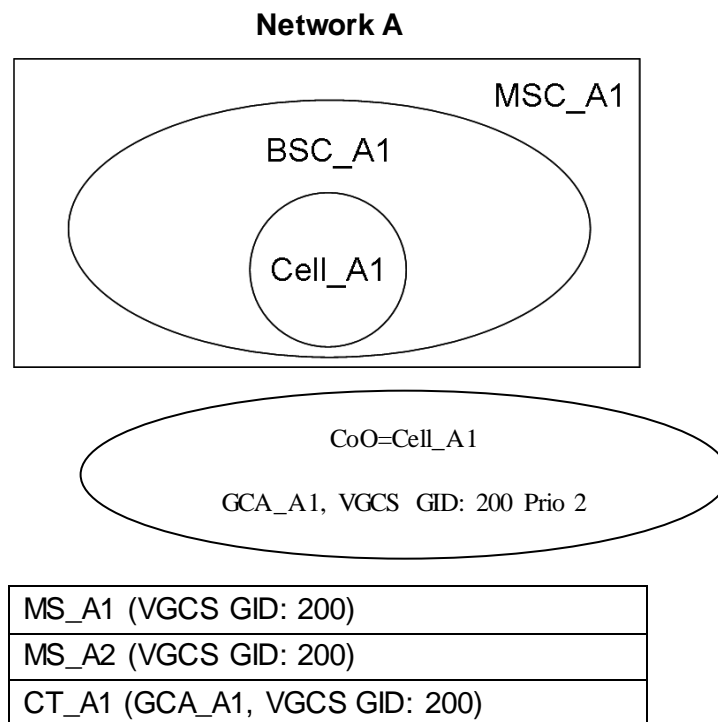 Network A
MSC_A1
BSC_A1
Cell_A1
CoO=Cell_A1
GCA_A1, VGCS GID: 200 Prio 2
MS_A1 (VGCS GID: 200)
MS_A2 (VGCS GID: 200)
CT_A1 (GCA_A1, VGCS GID: 200)